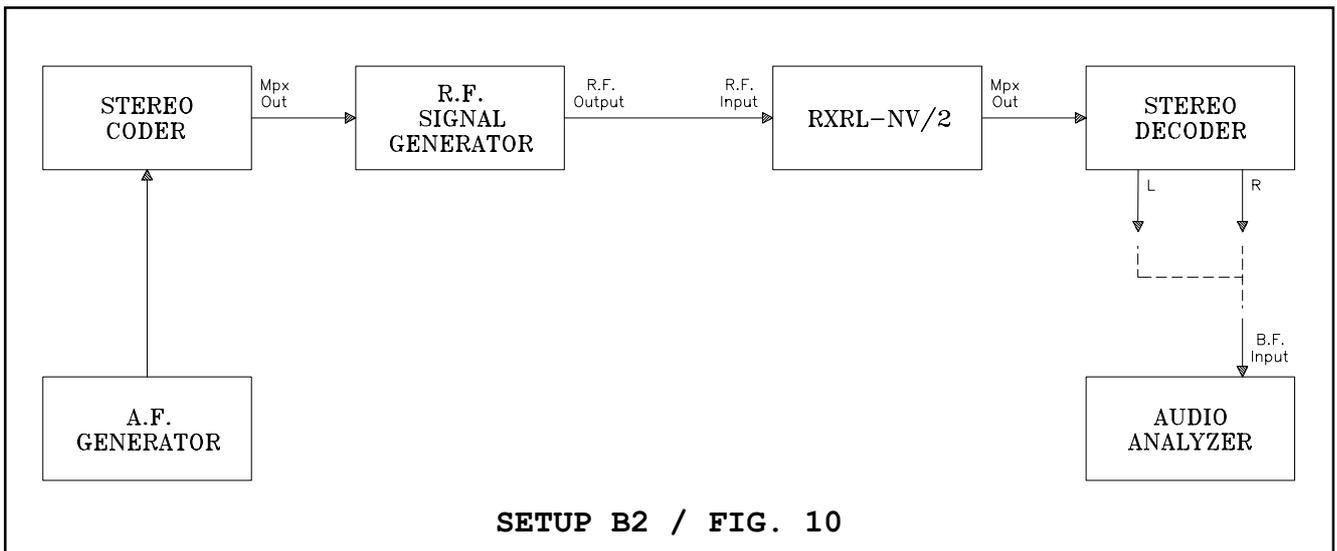 STEREO
CODER
Mpx
Out
R.F.
SIGNAL
GENERATOR
R.F.
Output
R.F.
Input
RXRL-NV/2
Mpx
Out
STEREO
DECODER
L
R
B.F.
Input
A.F.
GENERATOR
AUDIO
ANALYZER
SETUP B2 / FIG. 10